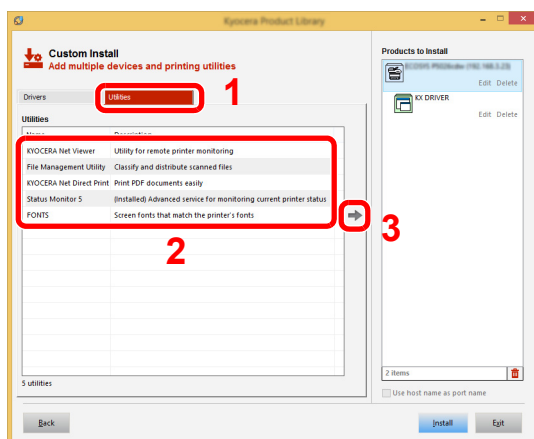 Kyocera Product Library
Custom Install
Add multiple devices and printing utilities
1
Drivers
Utilities
Utilities
Name
Description
KYOCERA Net Viewer
Utility for remote printer monitoring
File Management Utility
Classify and distribute scanned files
KYOCERA Net Direct Print
Print PDF documents easily
Status Monitor 5
(Installed) Advanced service for monitoring current printer status
FONTS
Screen fonts that match the printer's fonts
2
3
5 utilities
Products to Install
Edit Delete
KX DRIVER
Edit Delete
2 items
Use host name as port name
Back
Install
Exit